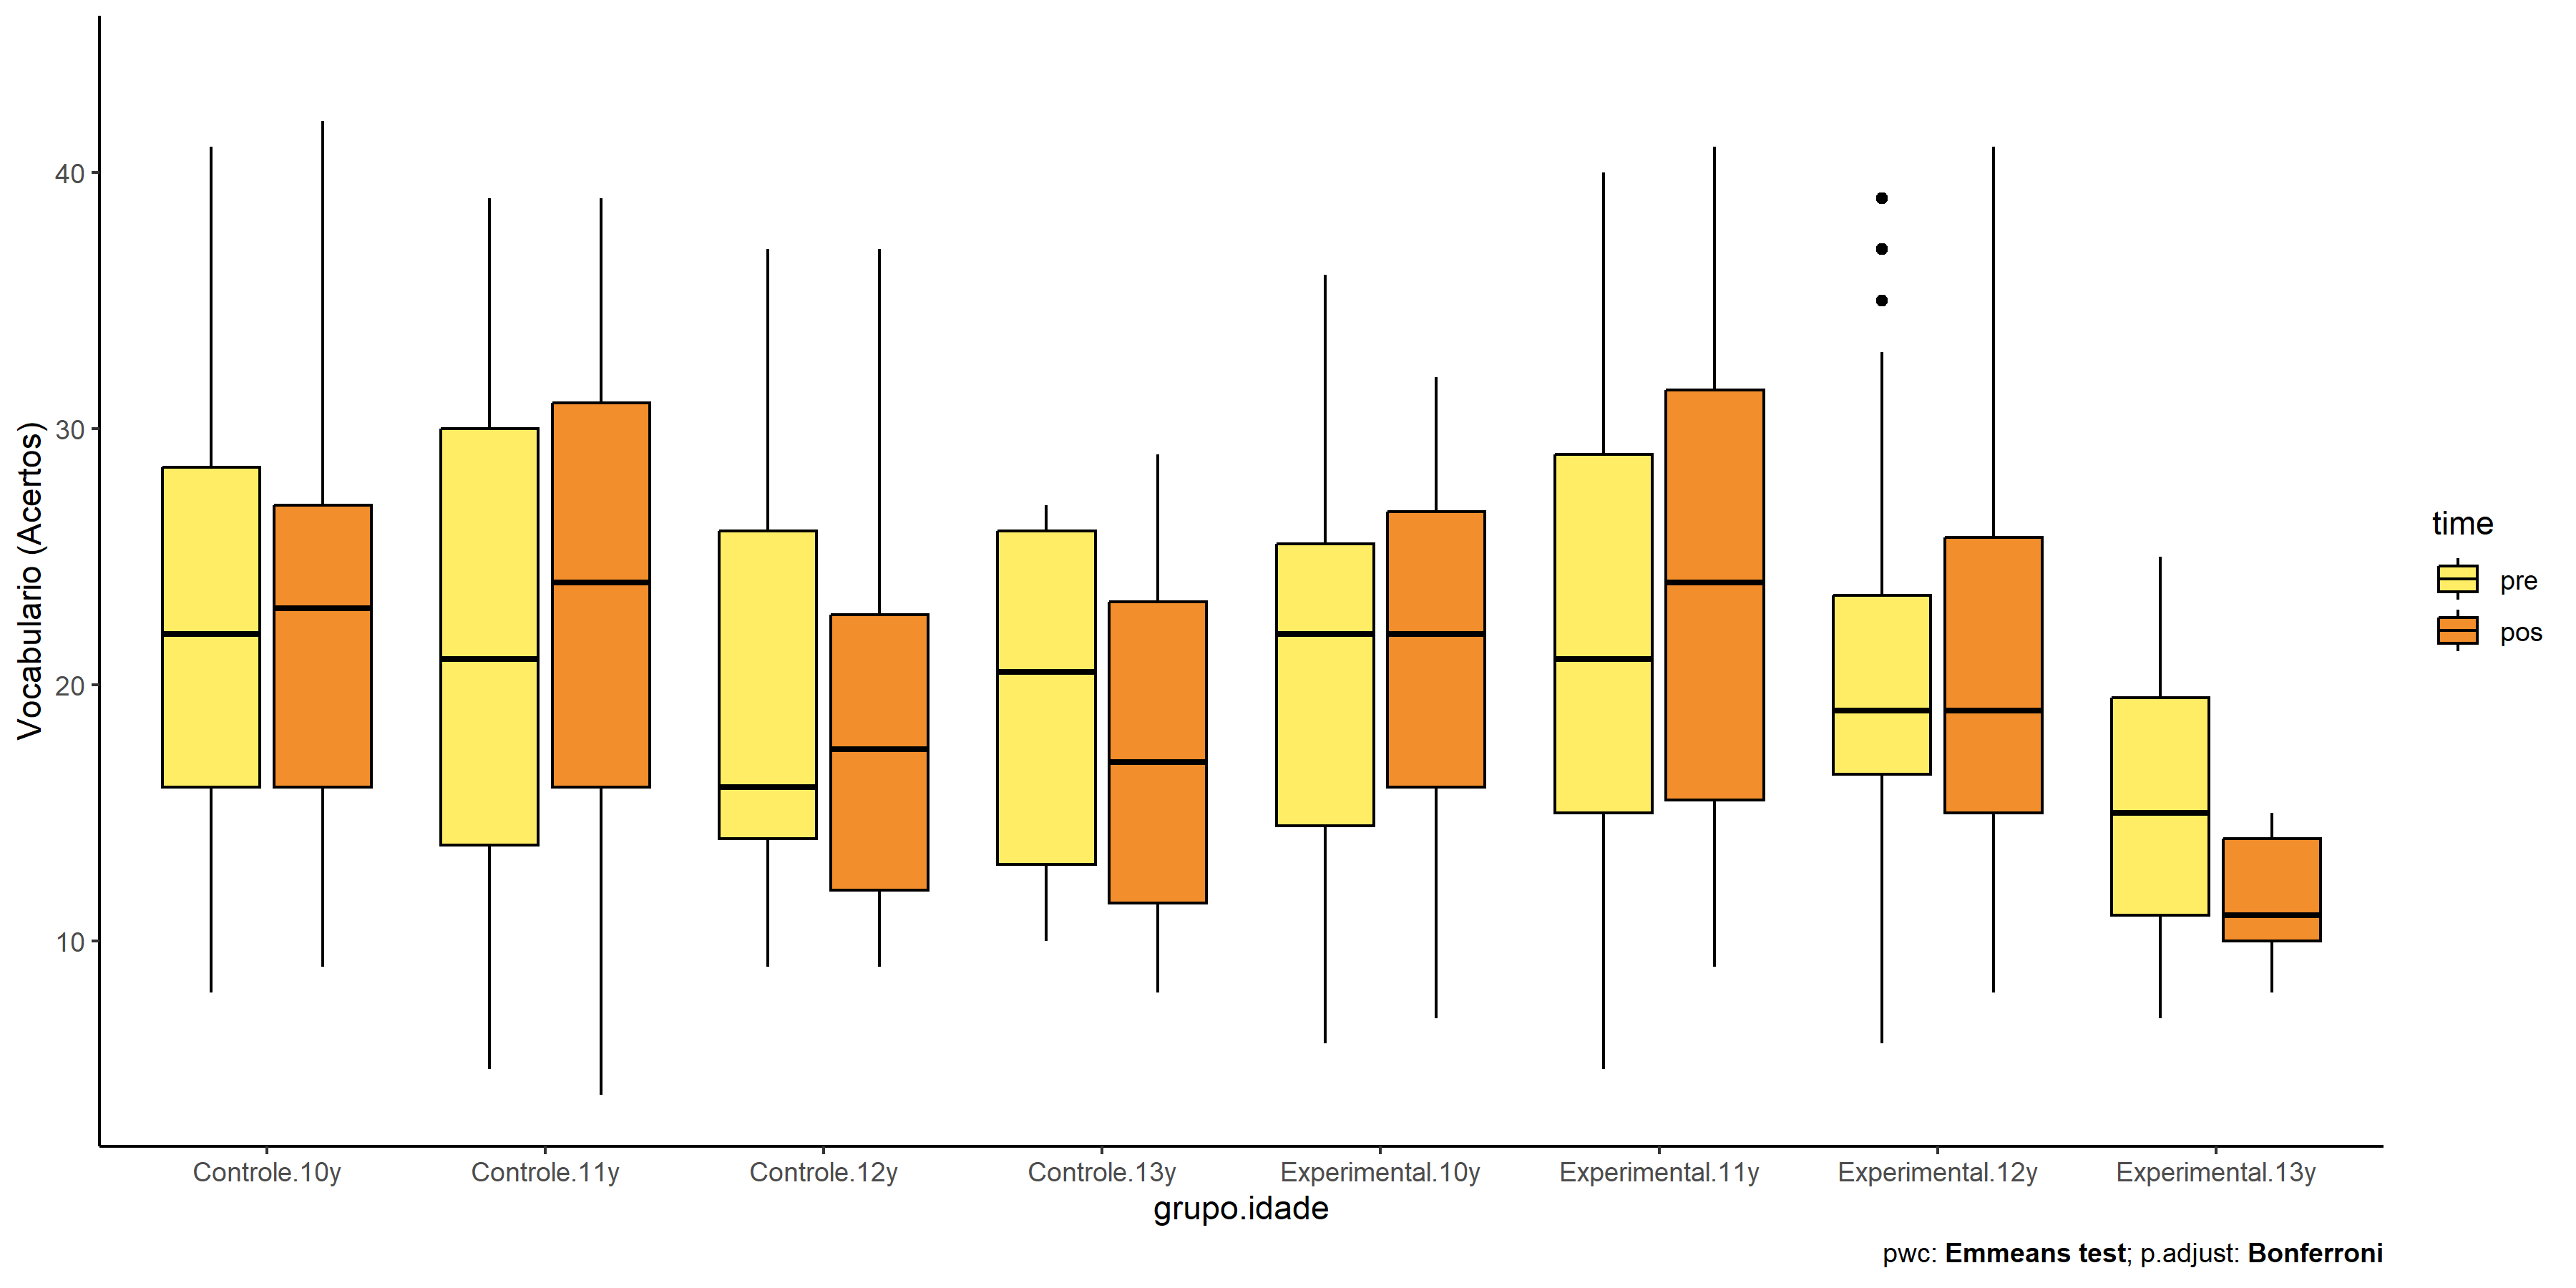 Vocabulario (Acertos)
40
30
20
10
Controle.10y Controle.11y Controle.12y Controle.13y Experimental.10y Experimental.11y Experimental.12y Experimental.13y
grupo.idade
time
pre
pos
pwc: Emmeans test; p.adjust: Bonferroni